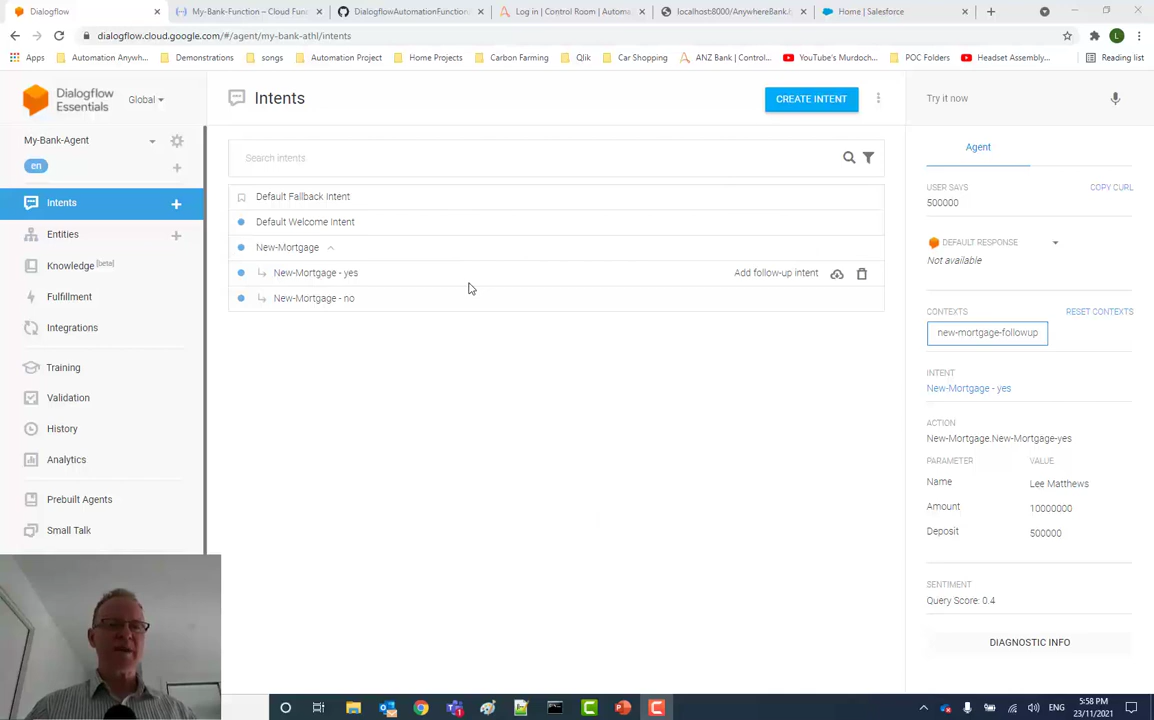 Dialogflow
My-Bank-Function – Cloud Func
DialogflowAutomationFunction/
Log in | Control Room | Automa
localhost:8000/AnywhereBank.h
Home | Salesforce
dialogflow.cloud.google.com/#/agent/my-bank-athl/intents
Apps
Automation Anywh...
Demonstrations
songs
Automation Project
Home Projects
Carbon Farming
Qlik
Car Shopping
ANZ Bank | Control...
YouTube's Murdoch...
POC Folders
Headset Assembly...
Reading list
Dialogflow
Essentials
Global
Intents
CREATE INTENT
Try it now
My-Bank-Agent
en
Intents
Entities
Knowledge [beta]
Fulfillment
Integrations
Training
Validation
History
Analytics
Prebuilt Agents
Small Talk
Search intents
Default Fallback Intent
Default Welcome Intent
New-Mortgage
New-Mortgage - yes
Add follow-up intent
New-Mortgage - no
Agent
USER SAYS
COPY CURL
500000
DEFAULT RESPONSE
Not available
CONTEXTS
RESET CONTEXTS
new-mortgage-followup
INTENT
New-Mortgage - yes
ACTION
New-Mortgage.New-Mortgage-yes
PARAMETER
VALUE
Name
Lee Matthews
Amount
10000000
Deposit
500000
SENTIMENT
Query Score: 0.4
DIAGNOSTIC INFO
ENG
5:58 PM
23/11/2021